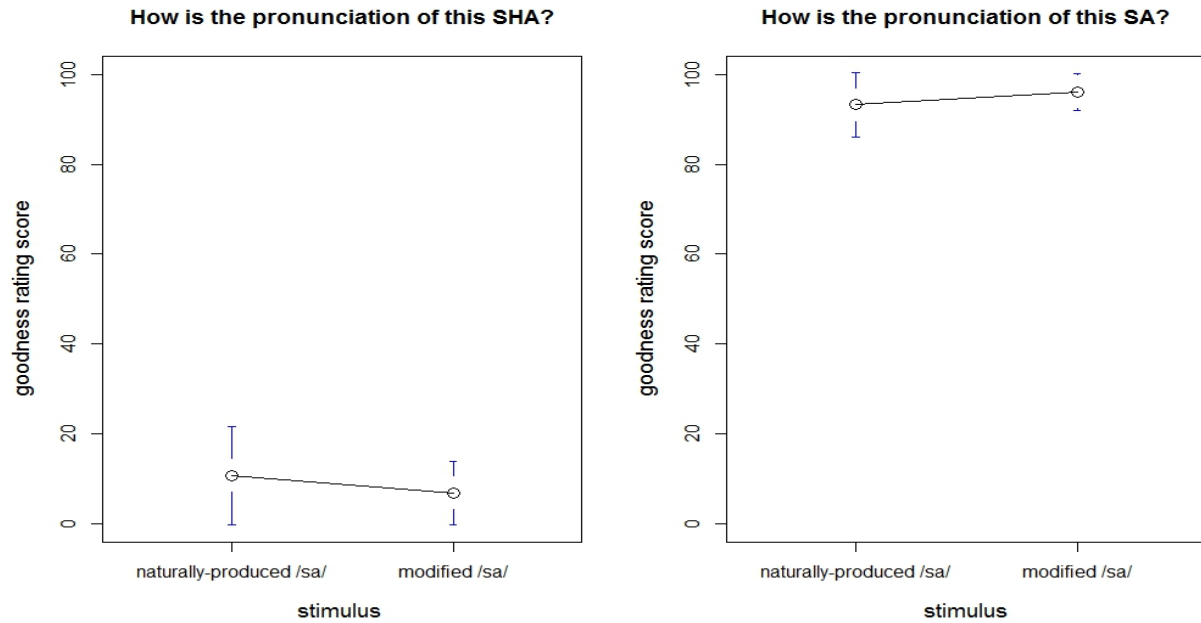 How is the pronunciation of this SHA?
100
80
60
40
20
0
goodness rating score
naturally-produced /sa/
modified /sa/
stimulus
How is the pronunciation of this SA?
100
80
60
40
20
0
goodness rating score
naturally-produced /sa/
modified /sa/
stimulus